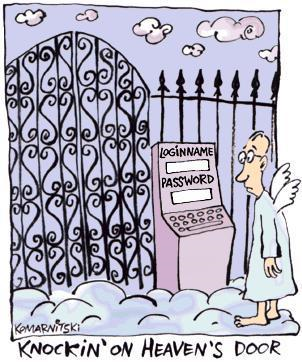 LOGINNAME
PASSWORD
KOMARNITSKI
KNOCKIN' ON HEAVEN'S DOOR